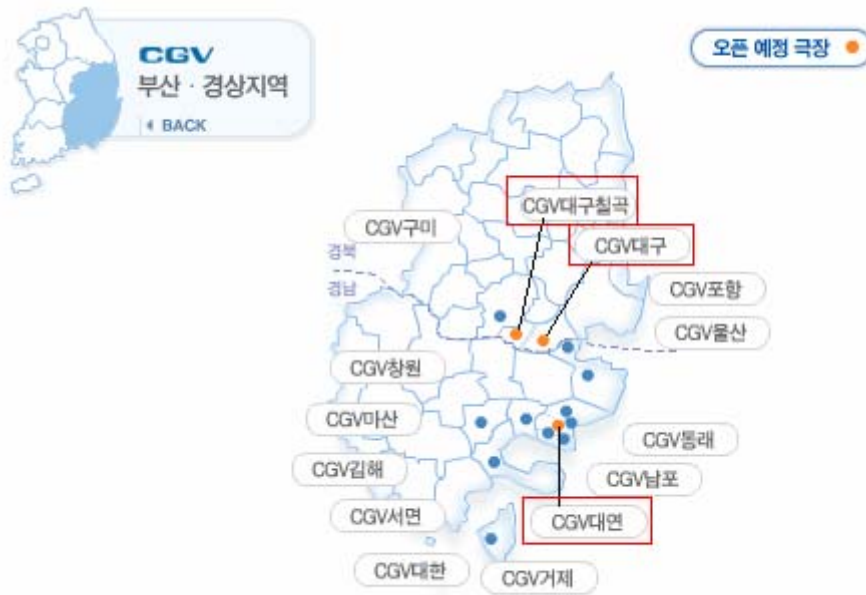 CGV
부산 · 경상지역
BACK
오픈 예정 극장
CGV대구칠곡
CGV구미
CGV대구
경북
경남
CGV포항
CGV울산
CGV창원
CGV마산
CGV동래
CGV김해
CGV남포
CGV서면
CGV대연
CGV대한
CGV거제